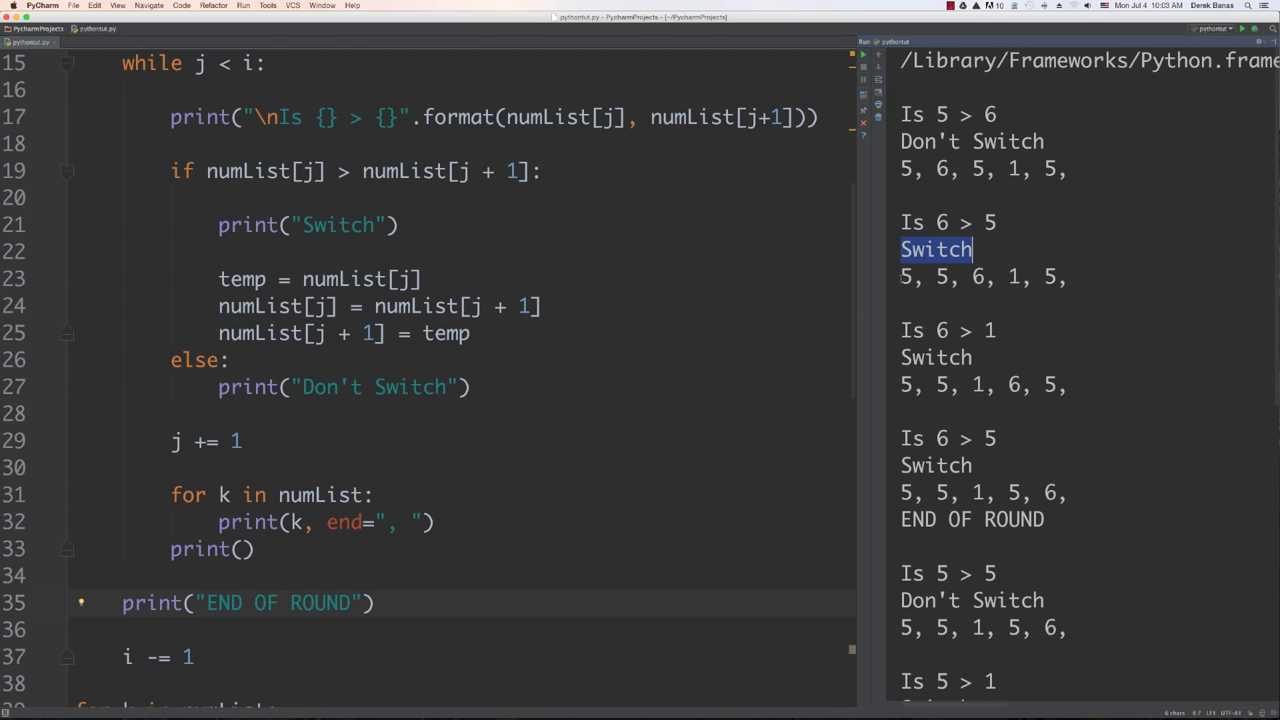 PyCharm File Edit View Navigate Code Refactor Run Tools VCS Window Help
10 Mon Jul 4 10:03 AM Derek Banas
pythontut.py - PycharmProjects - [~/PycharmProjects]
PycharmProjects pythontut.py
pythontut
pythontut.py
Run pythontut
15 while j < i:
16
17 print("\nIs {} > {}".format(numList[j], numList[j+1]))
18
19 if numList[j] > numList[j + 1]:
20
21 print("Switch")
22
23 temp = numList[j]
24 numList[j] = numList[j + 1]
25 numList[j + 1] = temp
26 else:
27 print("Don't Switch")
28
29 j += 1
30
31 for k in numList:
32 print(k, end=", ")
33 print()
34
35 print("END OF ROUND")
36
37 i -= 1
38
/Library/Frameworks/Python.frame
Is 5 > 6
Don't Switch
5, 6, 5, 1, 5,
Is 6 > 5
Switch
5, 5, 6, 1, 5,
Is 6 > 1
Switch
5, 5, 1, 6, 5,
Is 6 > 5
Switch
5, 5, 1, 5, 6,
END OF ROUND
Is 5 > 5
Don't Switch
5, 5, 1, 5, 6,
Is 5 > 1
6 chars 8:7 LF‡ UTF-8‡